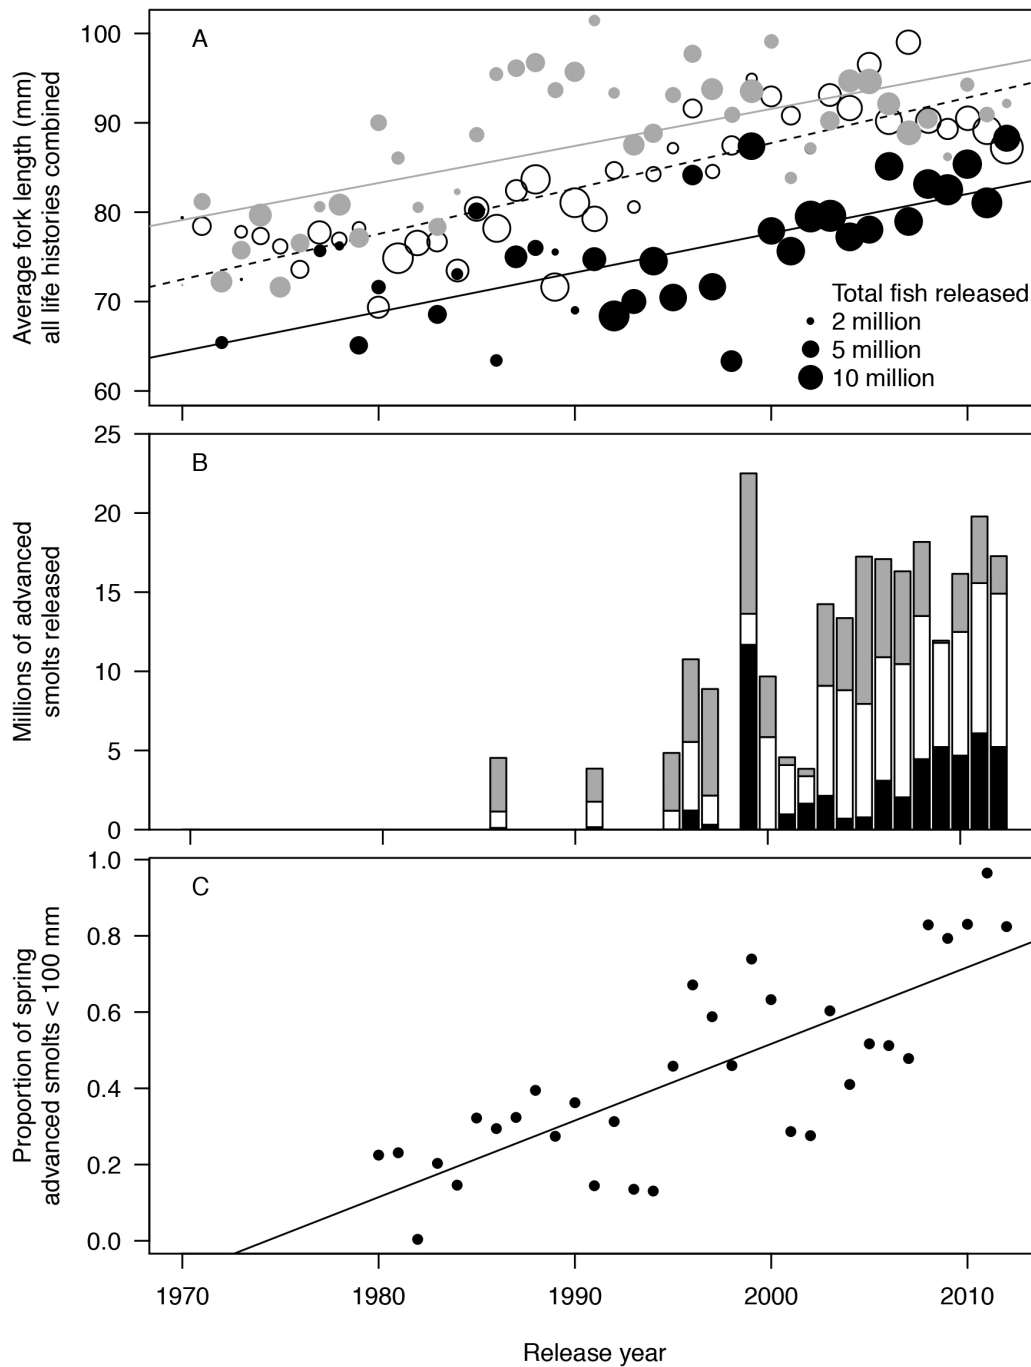 A
100
90
80
70
60
Average fork length (mm)
all life histories combined
Total fish released
2 million
5 million
10 million
B
25
20
15
10
5
0
Millions of advanced
smolts released
C
1.0
0.8
0.6
0.4
0.2
0.0
Proportion of spring
advanced smolts < 100 mm
1970 1980 1990 2000 2010
Release year